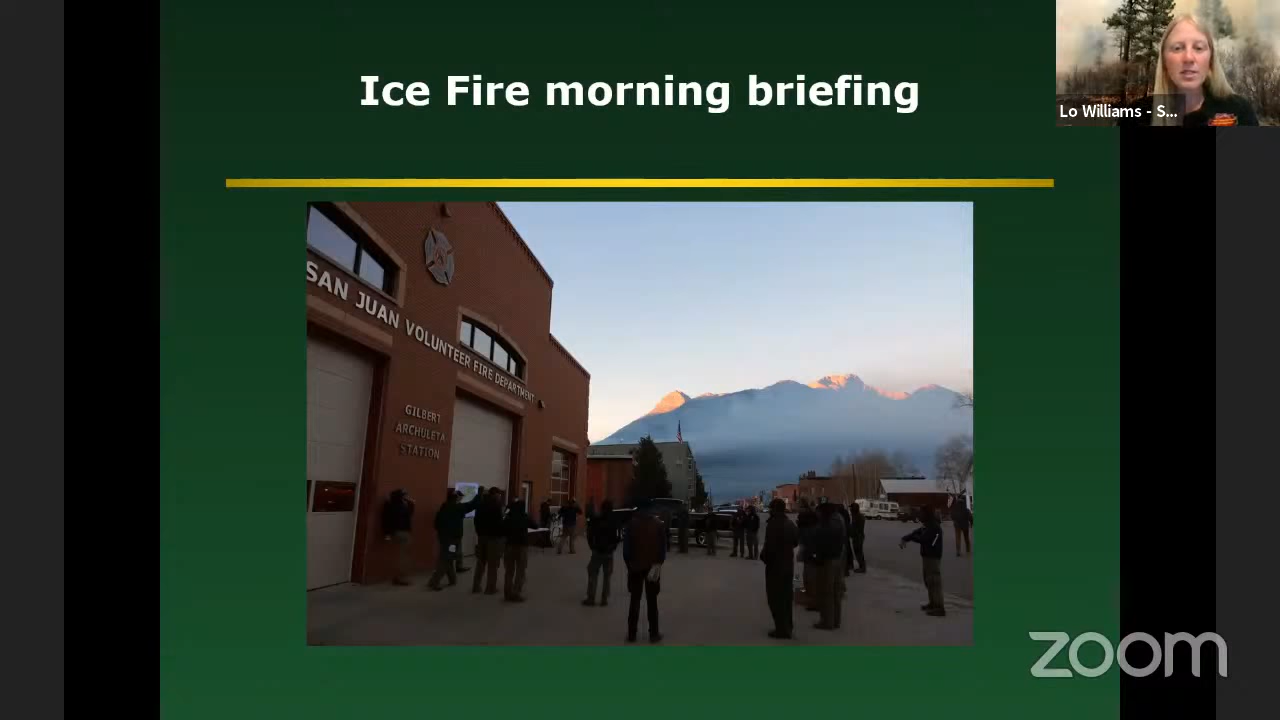 Ice Fire morning briefing
Lo Williams - S...
SAN JUAN VOLUNTEER FIRE DEPARTMENT
GILBERT
ARCHULETA
STATION
zoom